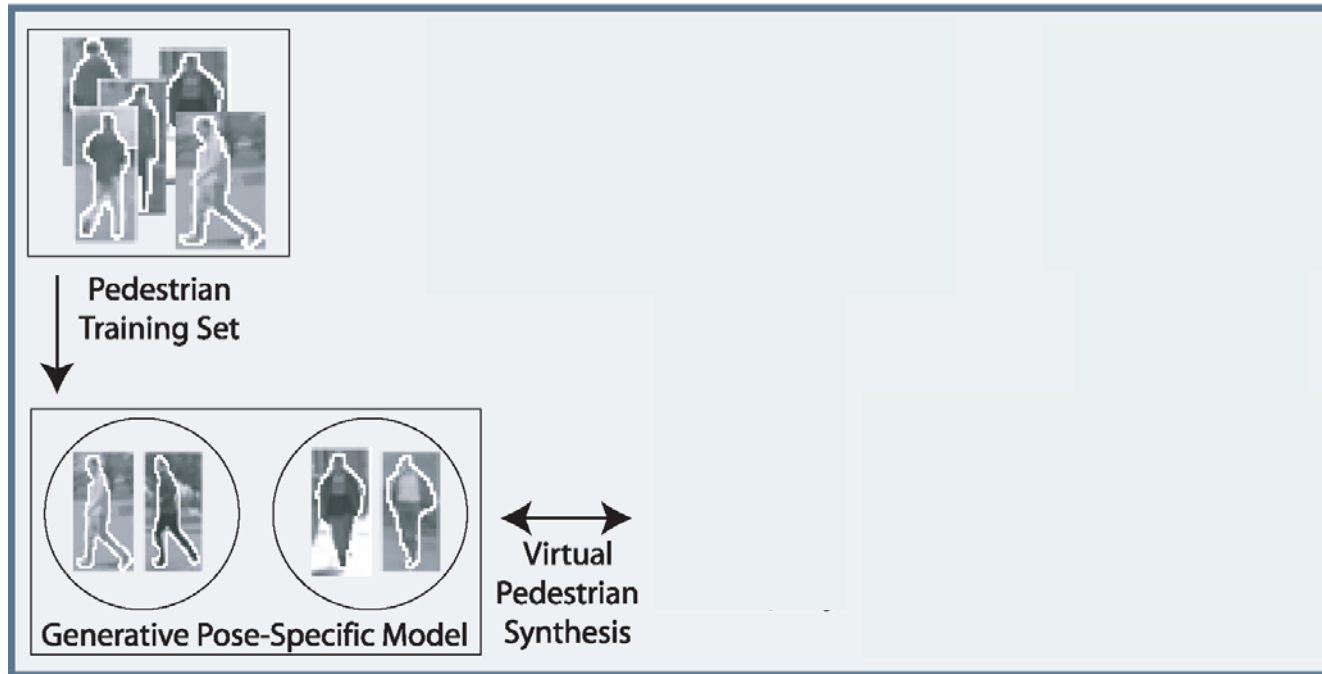 Pedestrian
Training Set
Generative Pose-Specific Model
Virtual
Pedestrian
Synthesis